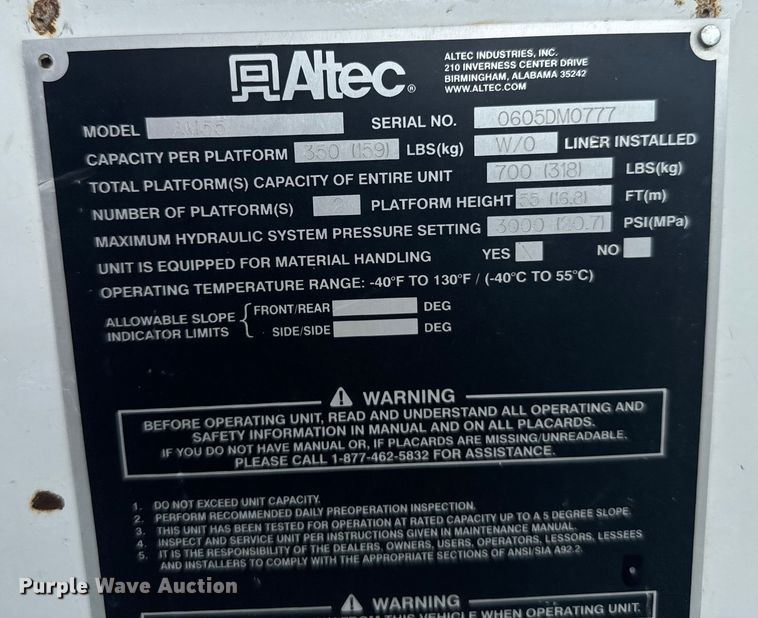 Altec®
ALTEC INDUSTRIES, INC.
210 INVERNESS CENTER DRIVE
BIRMINGHAM, ALABAMA 35242
WWW.ALTEC.COM
MODEL AM55 SERIAL NO. 0605DM0777
CAPACITY PER PLATFORM 350 (159) LBS(kg) W/O LINER INSTALLED
TOTAL PLATFORM(S) CAPACITY OF ENTIRE UNIT 700 (318) LBS(kg)
NUMBER OF PLATFORM(S) 2 PLATFORM HEIGHT 55 (16.8) FT(m)
MAXIMUM HYDRAULIC SYSTEM PRESSURE SETTING 3000 (20.7) PSI(MPa)
UNIT IS EQUIPPED FOR MATERIAL HANDLING YES X NO
OPERATING TEMPERATURE RANGE: -40°F TO 130°F / (-40°C TO 55°C)
ALLOWABLE SLOPE { FRONT/REAR DEG
INDICATOR LIMITS SIDE/SIDE DEG
WARNING
BEFORE OPERATING UNIT, READ AND UNDERSTAND ALL OPERATING AND
SAFETY INFORMATION IN MANUAL AND ON ALL PLACARDS.
IF YOU DO NOT HAVE MANUAL OR, IF PLACARDS ARE MISSING/UNREADABLE,
PLEASE CALL 1-877-462-5832 FOR ASSISTANCE.
1. DO NOT EXCEED UNIT CAPACITY.
2. PERFORM RECOMMENDED DAILY PREOPERATION INSPECTION.
3. THIS UNIT HAS BEEN TESTED FOR OPERATION AT RATED CAPACITY UP TO A 5 DEGREE SLOPE.
4. INSPECT AND SERVICE UNIT PER INSTRUCTIONS GIVEN IN MAINTENANCE MANUAL.
5. IT IS THE RESPONSIBILITY OF THE DEALERS, OWNERS, USERS, OPERATORS, LESSORS, LESSEES
AND INSTALLERS TO COMPLY WITH THE APPROPRIATE SECTIONS OF ANSI/SIA A92.2.
WARNING
FROM THIS VEHICLE WHEN OPERATING UNIT.
Purple Wave Auction